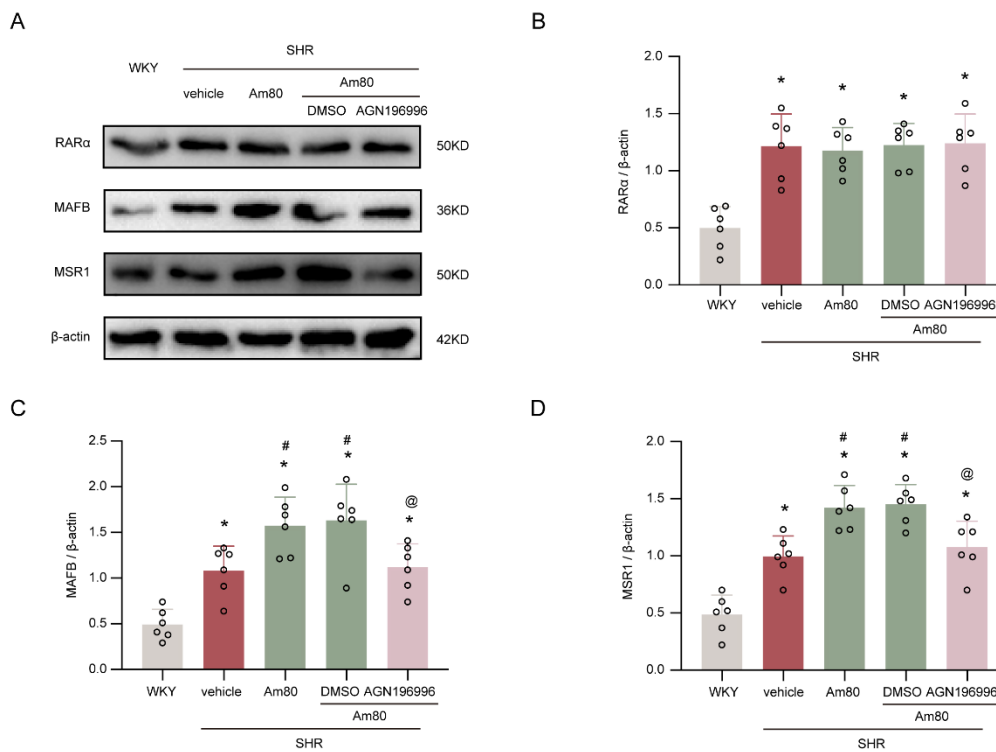 A
SHR
WKY
vehicle
Am80
Am80
DMSO
AGN196996
RARα
50KD
MAFB
36KD
MSR1
50KD
β-actin
42KD
B
RARα / β-actin
2.0
1.5
1.0
0.5
0.0
*
*
*
*
WKY
vehicle
Am80
DMSO AGN196996
Am80
SHR
C
MAFB / β-actin
2.5
2.0
1.5
1.0
0.5
0.0
*
#
*
#
*
@
*
WKY
vehicle
Am80
DMSO AGN196996
Am80
SHR
D
MSR1 / β-actin
2.0
1.5
1.0
0.5
0.0
*
#
*
#
*
@
*
WKY
vehicle
Am80
DMSO AGN196996
Am80
SHR